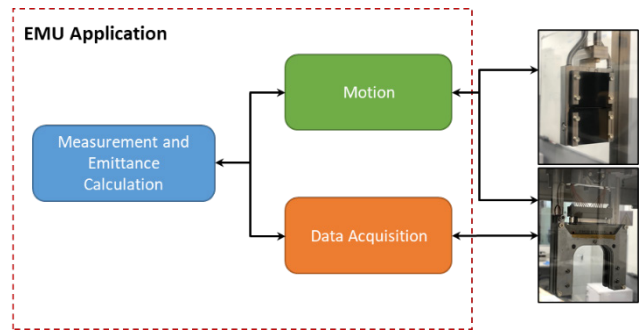 EMU Application
Motion
Measurement and
Emittance
Calculation
Data Acquisition